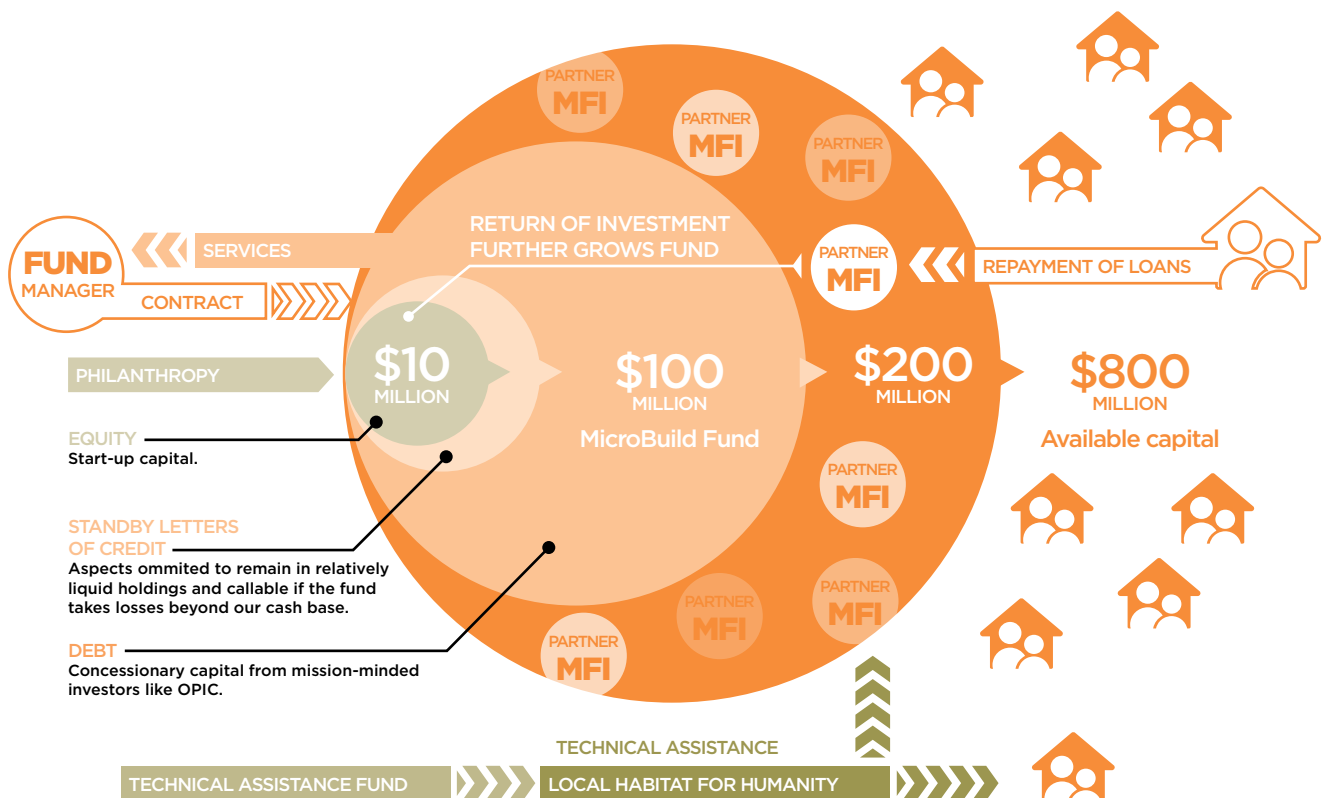 PARTNER
MFI
PARTNER
MFI
PARTNER
MFI
RETURN OF INVESTMENT
FURTHER GROWS FUND
SERVICES
FUND
MANAGER
CONTRACT
PARTNER
MFI
REPAYMENT OF LOANS
PHILANTHROPY
$10
MILLION
$100
MILLION
MicroBuild Fund
$200
MILLION
$800
MILLION
Available capital
EQUITY
Start-up capital.
PARTNER
MFI
STANDBY LETTERS
OF CREDIT
Aspects ommited to remain in relatively
liquid holdings and callable if the fund
takes losses beyond our cash base.
PARTNER
MFI
PARTNER
MFI
PARTNER
MFI
DEBT
Concessionary capital from mission-minded
investors like OPIC.
TECHNICAL ASSISTANCE
TECHNICAL ASSISTANCE FUND
LOCAL HABITAT FOR HUMANITY